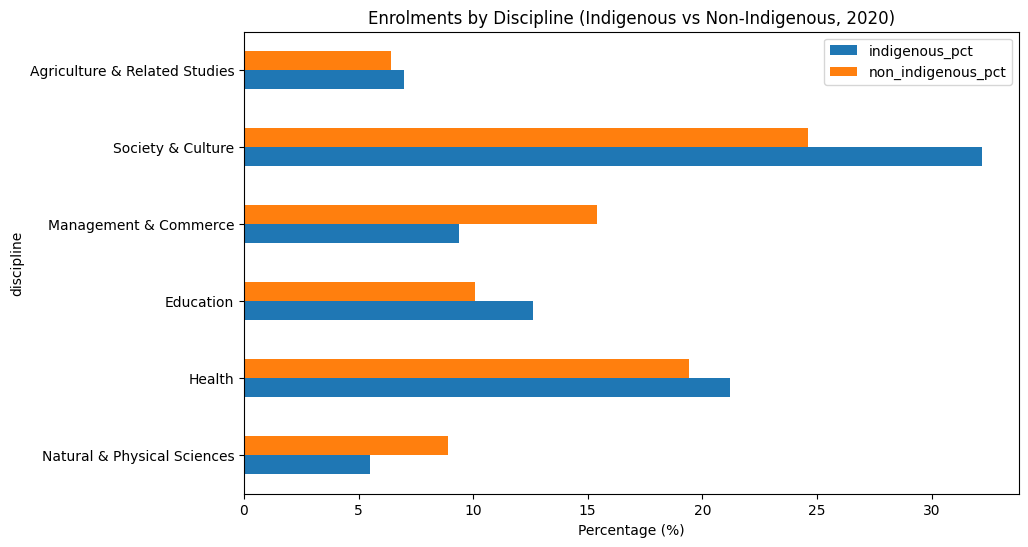 Enrolments by Discipline (Indigenous vs Non-Indigenous, 2020)
indigenous_pct
non_indigenous_pct
discipline
Agriculture & Related Studies
Society & Culture
Management & Commerce
Education
Health
Natural & Physical Sciences
0 5 10 15 20 25 30
Percentage (%)